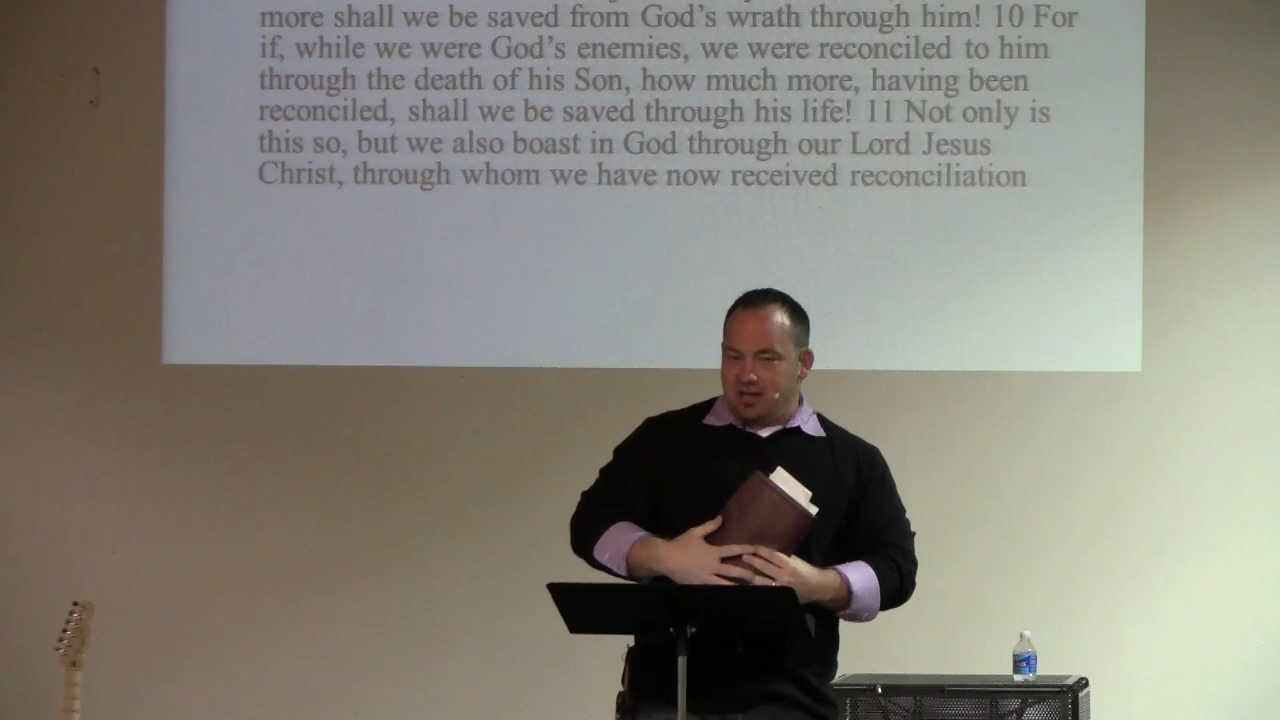 more shall we be saved from God's wrath through him! 10 For
if, while we were God's enemies, we were reconciled to him
through the death of his Son, how much more, having been
reconciled, shall we be saved through his life! 11 Not only is
this so, but we also boast in God through our Lord Jesus
Christ, through whom we have now received reconciliation